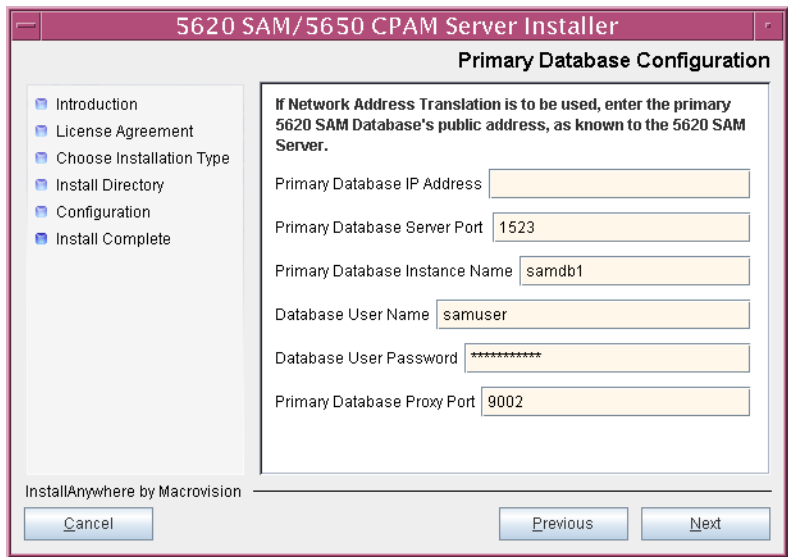 5620 SAM/5650 CPAM Server Installer
Primary Database Configuration
Introduction
License Agreement
Choose Installation Type
Install Directory
Configuration
Install Complete
If Network Address Translation is to be used, enter the primary
5620 SAM Database's public address, as known to the 5620 SAM
Server.
Primary Database IP Address
Primary Database Server Port 1523
Primary Database Instance Name samdb1
Database User Name samuser
Database User Password ***********
Primary Database Proxy Port 9002
InstallAnywhere by Macrovision
Cancel Previous Next